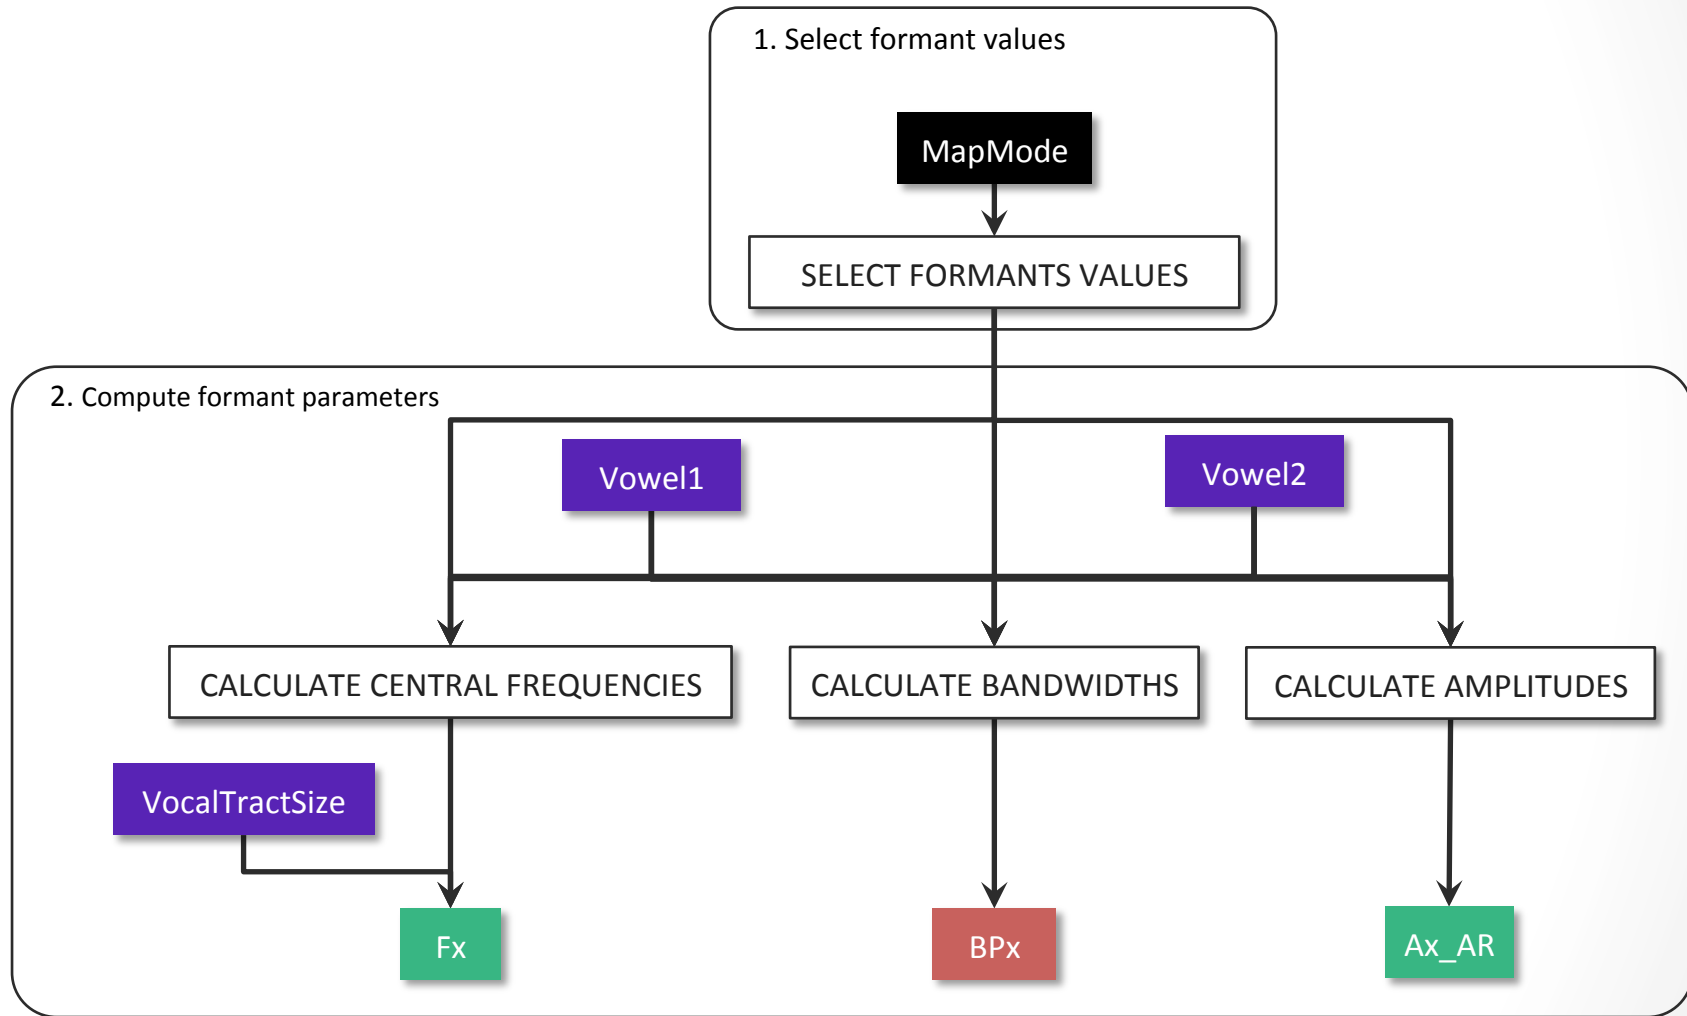 1. Select formant values
MapMode
SELECT FORMANTS VALUES
2. Compute formant parameters
Vowel1
Vowel2
CALCULATE CENTRAL FREQUENCIES
CALCULATE BANDWIDTHS
CALCULATE AMPLITUDES
VocalTractSize
Fx
BPx
Ax_AR